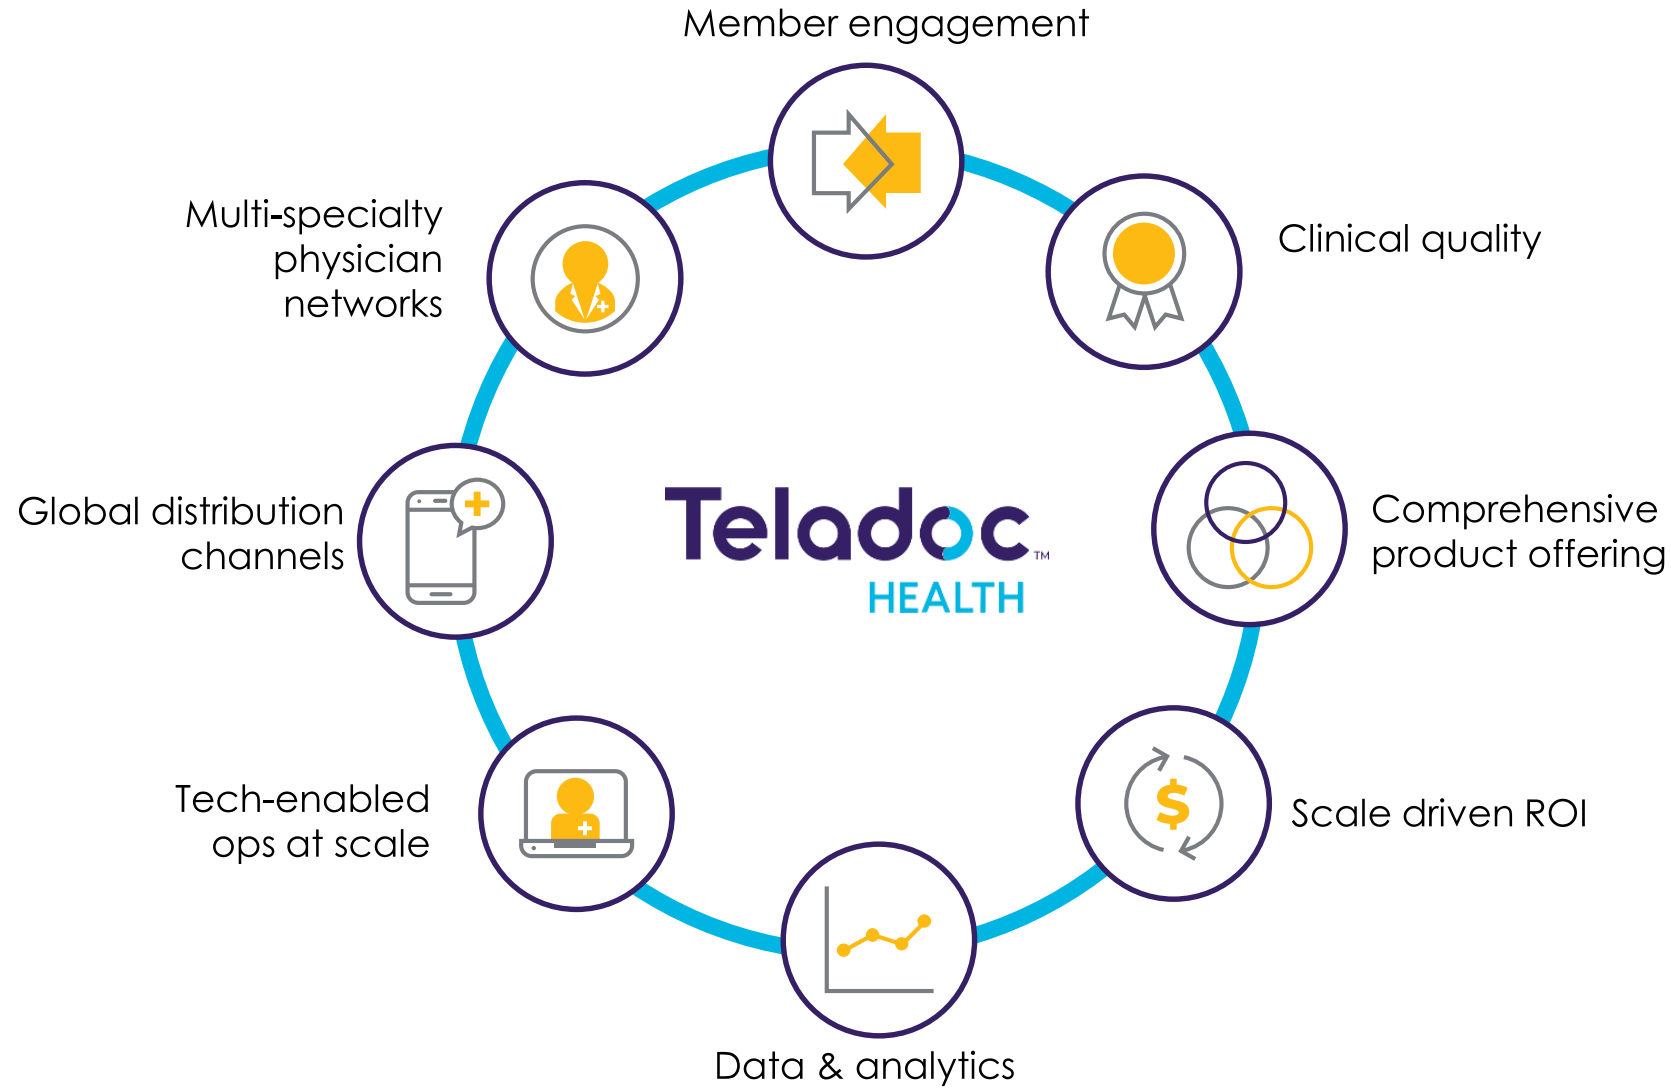 Member engagement
Clinical quality
Comprehensive
product offering
Scale driven ROI
Data & analytics
Tech-enabled
ops at scale
Global distribution
channels
Multi-specialty
physician
networks
Teladoc™
HEALTH
$